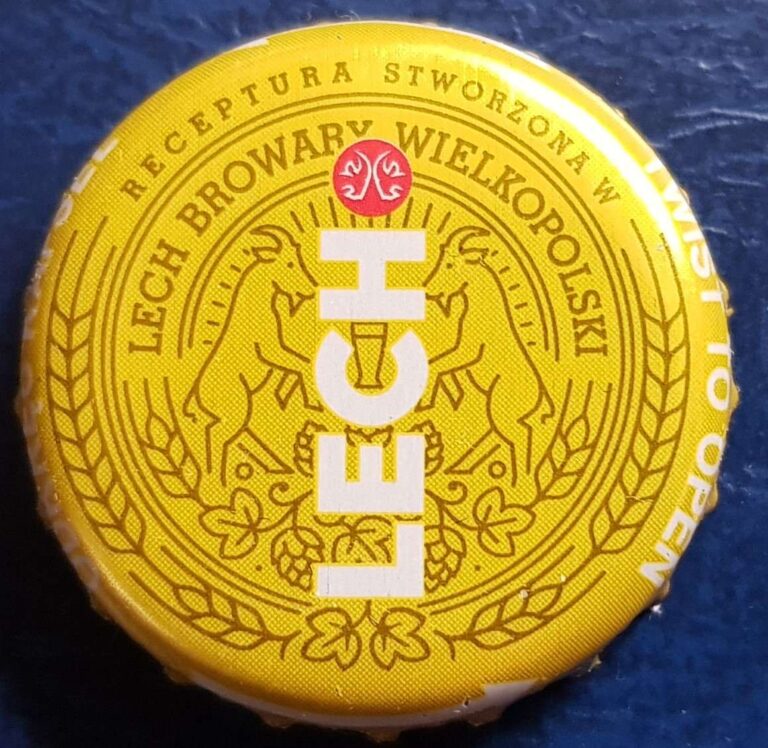 RECEPTURA STWORZONA W
LECH BROWARY WIELKOPOLSKI
LECH
TWIST TO OPEN